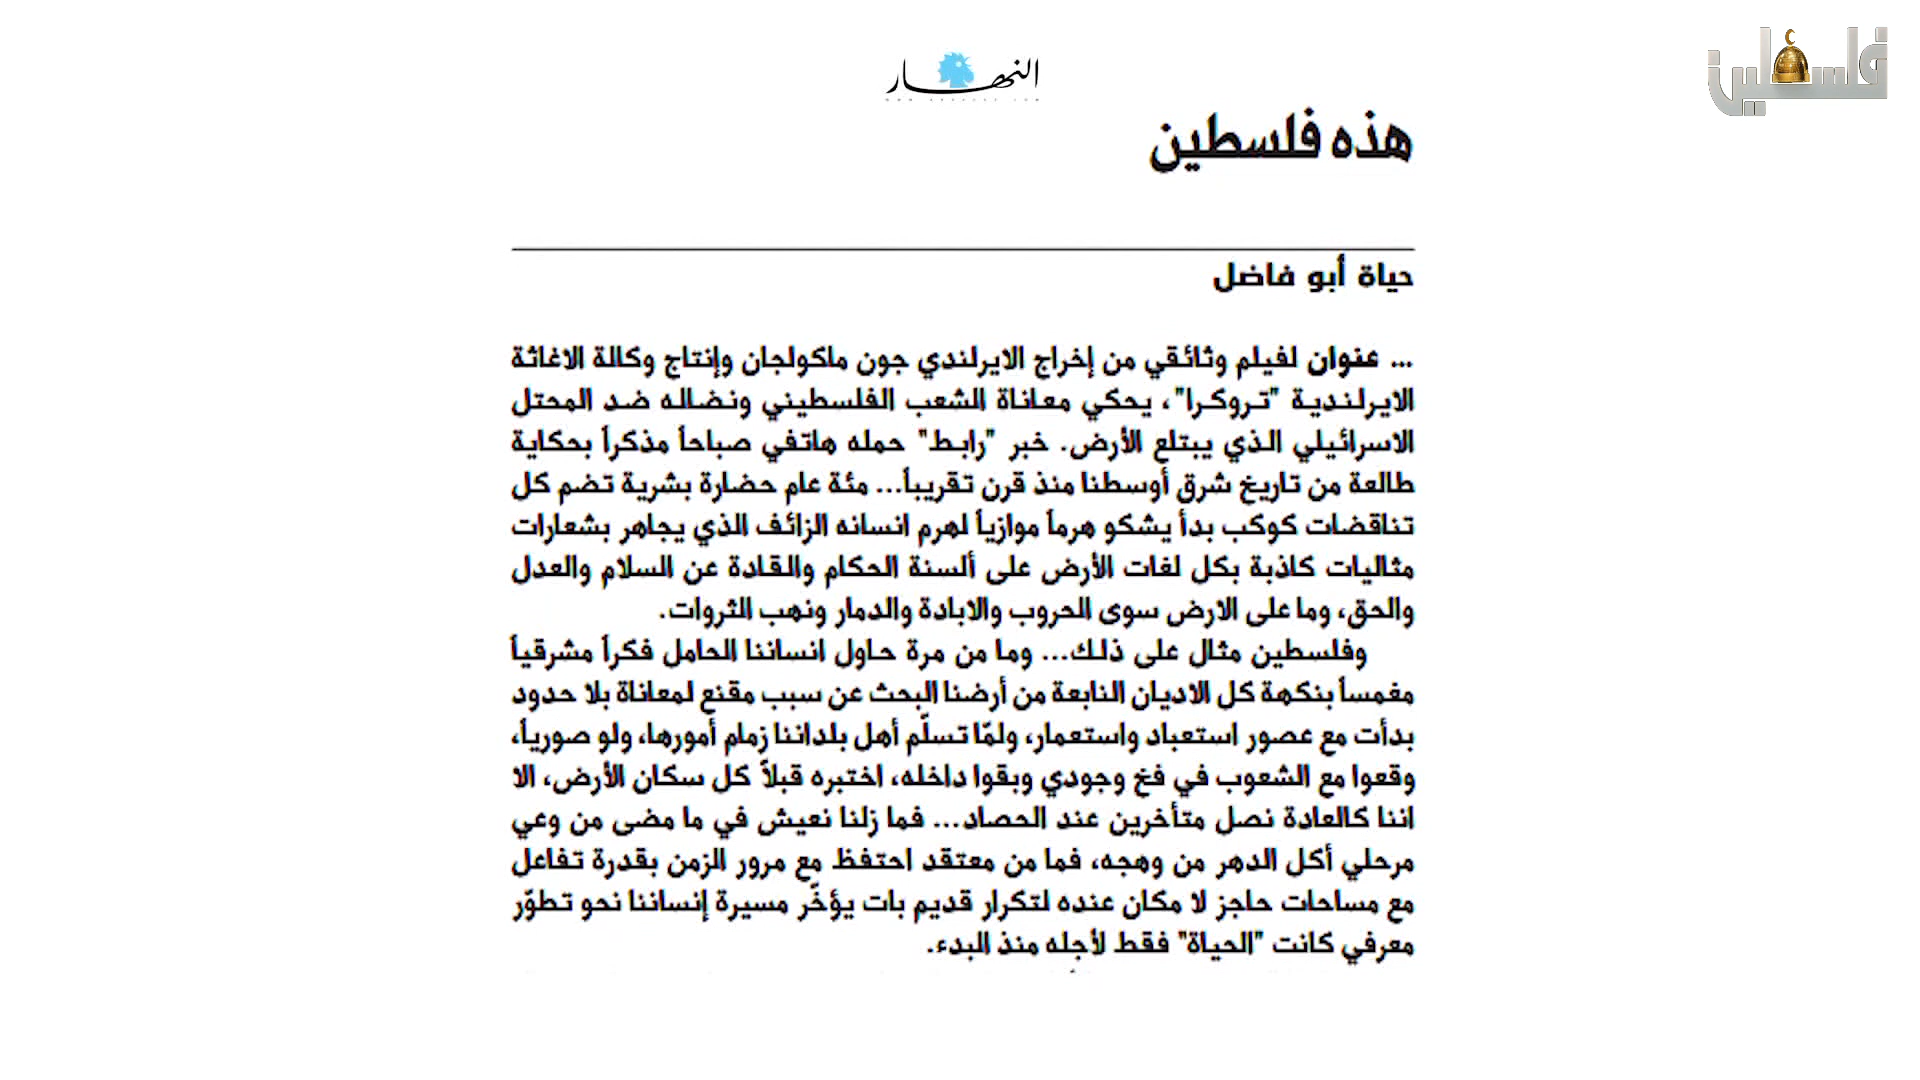 النهار
فلسطين
هذه فلسطين
حياة أبو فاضل
... عنوان لفيلم وثائقي من إخراج الايرلندي جون ماكولجان وإنتاج وكالة الاغاثة
الايرلندية "تروكرا"، يحكي معاناة الشعب الفلسطيني ونضاله ضد المحتل
الاسرائيلي الذي يبتلع الأرض. خبر "رابط" حمله هاتفي صباحاً مذكراً بحكاية
طالعة من تاريخ شرق أوسطنا منذ قرن تقريباً... مئة عام حضارة بشرية تضم كل
تناقضات كوكب بدأ يشكو هرماً موازياً لهرم انسانه الزائف الذي يجاهر بشعارات
مثاليات كاذبة بكل لغات الأرض على ألسنة الحكام والقادة عن السلام والعدل
والحق، وما على الارض سوى الحروب والابادة والدمار ونهب الثروات.
وفلسطين مثال على ذلك... وما من مرة حاول انساننا الحامل فكراً مشرقياً
مغمساً بنكهة كل الاديان النابعة من أرضنا البحث عن سبب مقنع لمعاناة بلا حدود
بدأت مع عصور استعباد واستعمار، ولمّا تسلّم أهل بلداننا زمام أمورها، ولو صورياً،
وقعوا مع الشعوب في فخ وجودي وبقوا داخله، اختبره قبلاً كل سكان الأرض، الا
اننا كالعادة نصل متأخرين عند الحصاد... فما زلنا نعيش في ما مضى من وعي
مرحلي أكل الدهر من وهجه، فما من معتقد احتفظ مع مرور الزمن بقدرة تفاعل
مع مساحات حاجز لا مكان عنده لتكرار قديم بات يؤخّر مسيرة إنساننا نحو تطوّر
معرفي كانت "الحياة" فقط لأجله منذ البدء.